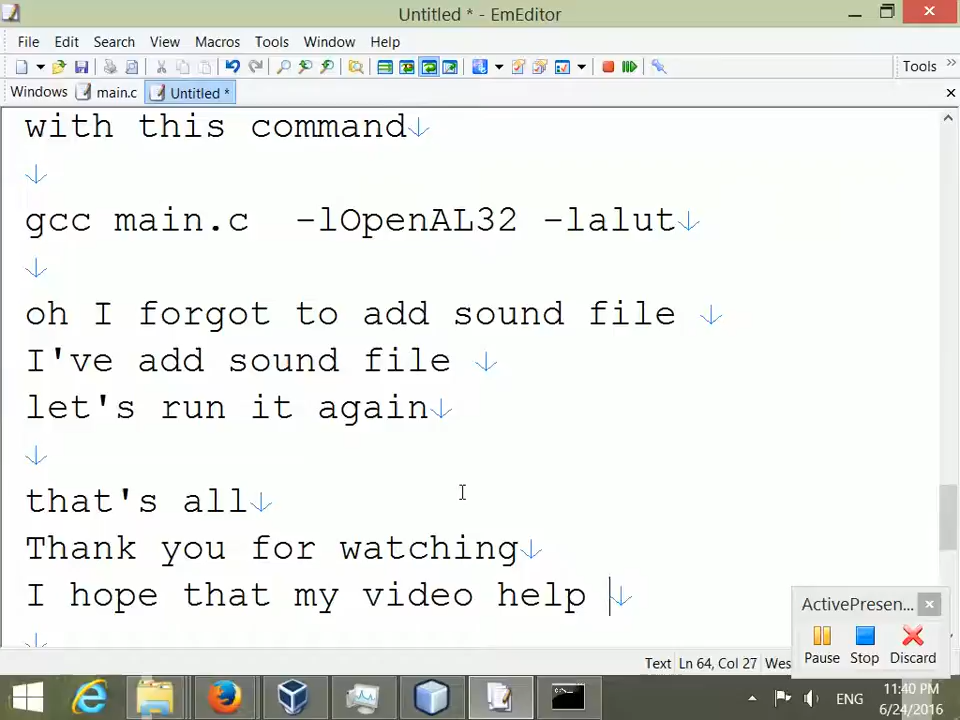 Untitled * - EmEditor
File Edit Search View Macros Tools Window Help
Tools
Windows main.c Untitled *
with this command
gcc main.c  -lOpenAL32 -lalut
oh I forgot to add sound file
I've add sound file
let's run it again
that's all
Thank you for watching
I hope that my video help
ActivePresen...
Pause Stop Discard
Text Ln 64, Col 27 Wes
ENG
11:40 PM
6/24/2016